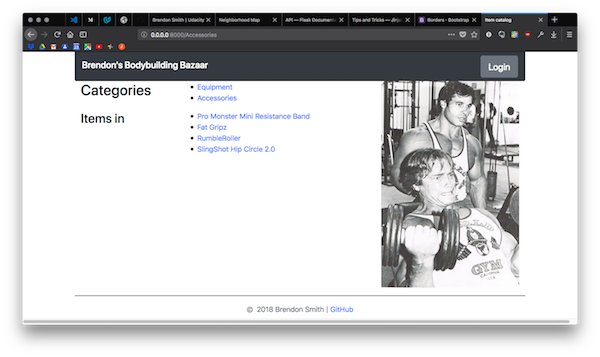 Brendon Smith | Udacity
Neighborhood Map
API — Flask Document
Tips and Tricks — Jinja
Borders · Bootstrap
Item catalog
0.0.0.0:8000/Accessories
Brendon's Bodybuilding Bazaar
Login
Categories
Equipment
Accessories
Items in
Pro Monster Mini Resistance Band
Fat Gripz
RumbleRoller
SlingShot Hip Circle 2.0
GYM
© 2018 Brendon Smith | GitHub